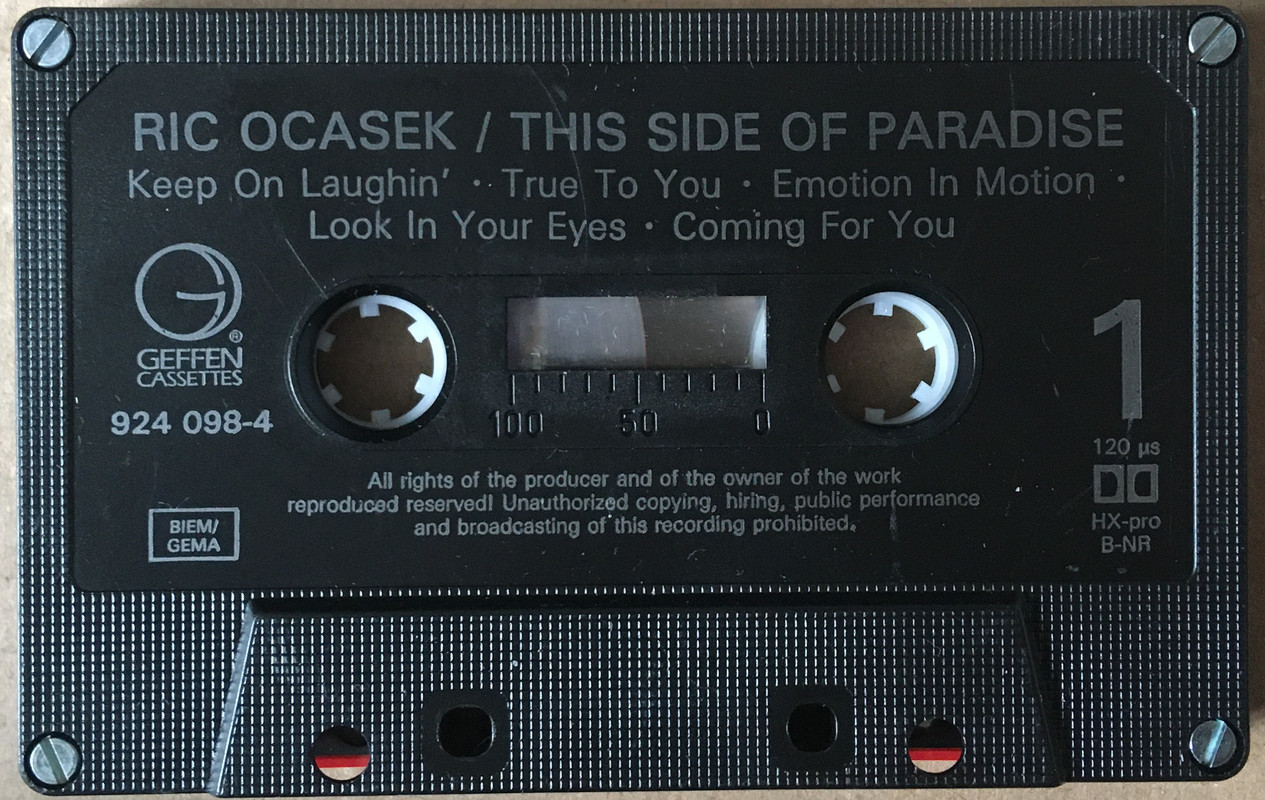 RIC OCASEK / THIS SIDE OF PARADISE
Keep On Laughin' · True To You · Emotion In Motion ·
Look In Your Eyes · Coming For You
G
®
GEFFEN
CASSETTES
924 098-4
100 50 0
1
120 µs
HX-pro
B-NR
All rights of the producer and of the owner of the work
reproduced reserved! Unauthorized copying, hiring, public performance
and broadcasting of this recording prohibited.
BIEM/
GEMA